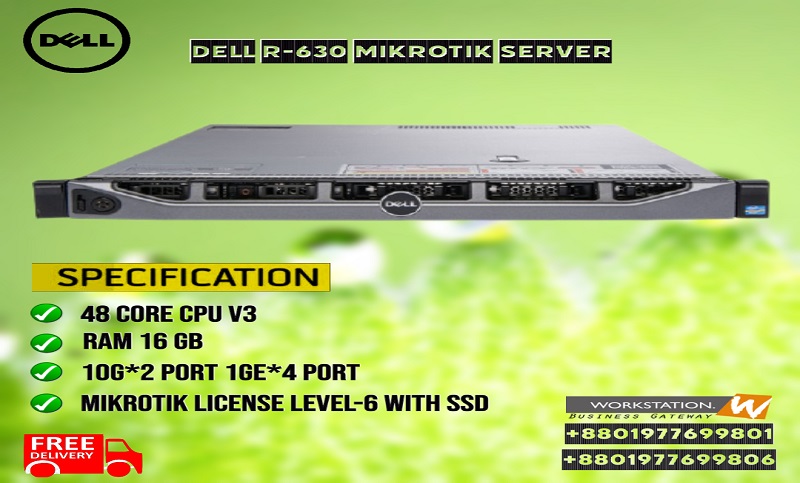 DELL
DELL R-630 MIKROTIK SERVER
DELL
SPECIFICATION
48 CORE CPU V3
RAM 16 GB
10G*2 PORT 1GE*4 PORT
MIKROTIK LICENSE LEVEL-6 WITH SSD
FREE
DELIVERY
WORKSTATION
BUSINESS GATEWAY
+8801977699801
+8801977699806